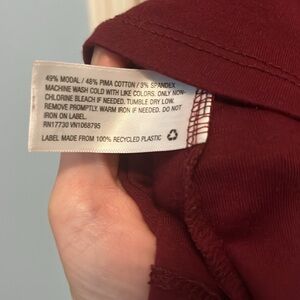 49% MODAL / 48% PIMA COTTON / 3% SPANDEX
MACHINE WASH COLD WITH LIKE COLORS. ONLY NON-
CHLORINE BLEACH IF NEEDED. TUMBLE DRY LOW.
REMOVE PROMPTLY. WARM IRON IF NEEDED. DO NOT
IRON ON LABEL.
RN17730 VN1068795
LABEL MADE FROM 100% RECYCLED PLASTIC